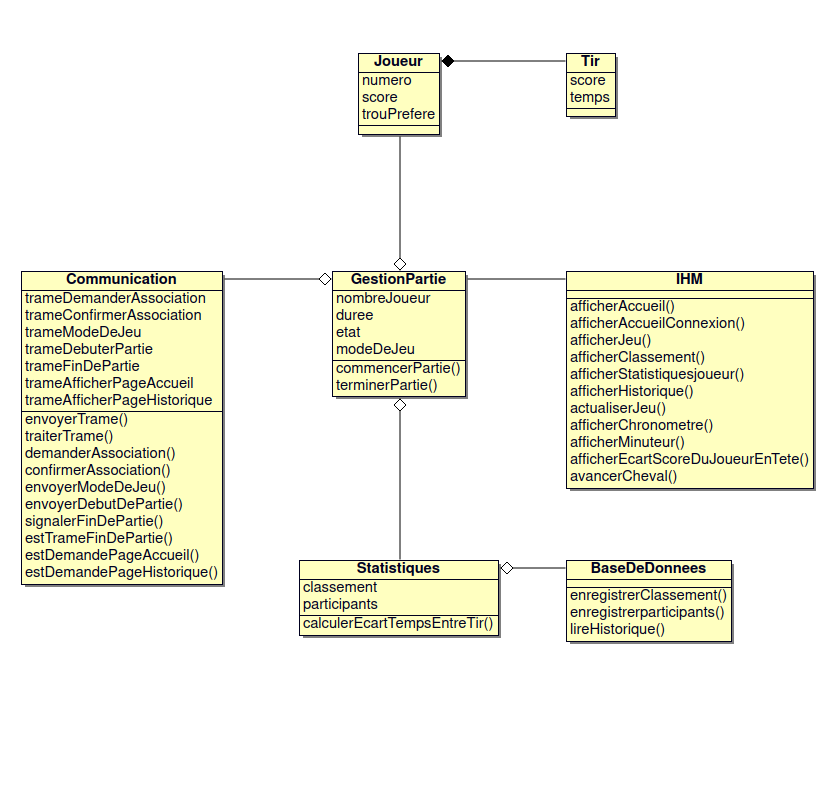 Joueur
numero
score
trouPrefere
Tir
score
temps
Communication
trameDemanderAssociation
trameConfirmerAssociation
trameModeDeJeu
trameDebuterPartie
trameFinDePartie
trameAfficherPageAccueil
trameAfficherPageHistorique
envoyerTrame()
traiterTrame()
demanderAssociation()
confirmerAssociation()
envoyerModeDeJeu()
envoyerDebutDePartie()
signalerFinDePartie()
estTrameFinDePartie()
estDemandePageAccueil()
estDemandePageHistorique()
GestionPartie
nombreJoueur
duree
etat
modeDeJeu
commencerPartie()
terminerPartie()
IHM
afficherAccueil()
afficherAccueilConnexion()
afficherJeu()
afficherClassement()
afficherStatistiquesjoueur()
afficherHistorique()
actualiserJeu()
afficherChronometre()
afficherMinuteur()
afficherEcartScoreDuJoueurEnTete()
avancerCheval()
Statistiques
classement
participants
calculerEcartTempsEntreTir()
BaseDeDonnees
enregistrerClassement()
enregistrerparticipants()
lireHistorique()